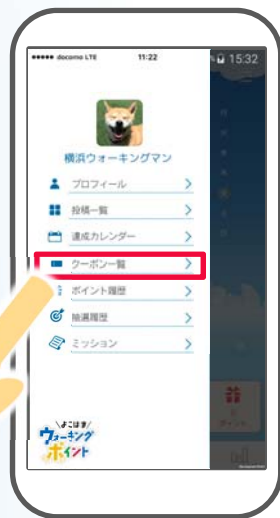 docomo LTE 11:22
15:32
横浜ウォーキングマン
プロフィール
投稿一覧
達成カレンダー
クーポン一覧
ポイント履歴
抽選履歴
ミッション
よこはま
ウォーキング
ポイント